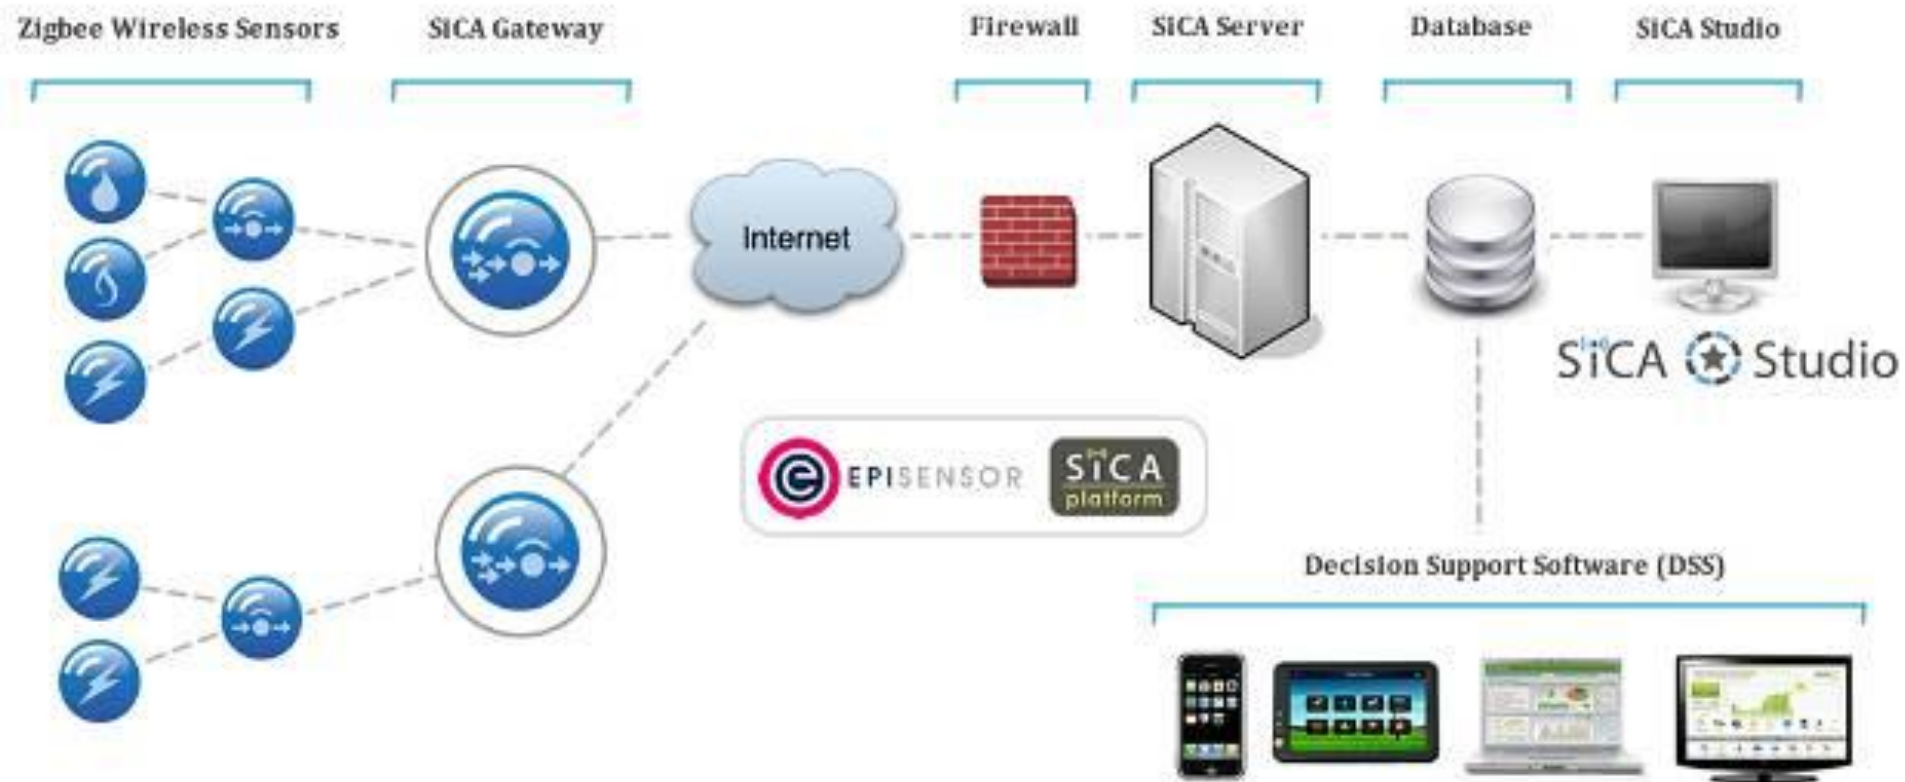 Zigbee Wireless Sensors
SiCA Gateway
Firewall
SiCA Server
Database
SiCA Studio
Internet
SiCA Studio
e EPISENSOR
SiCA
platform
Decision Support Software (DSS)